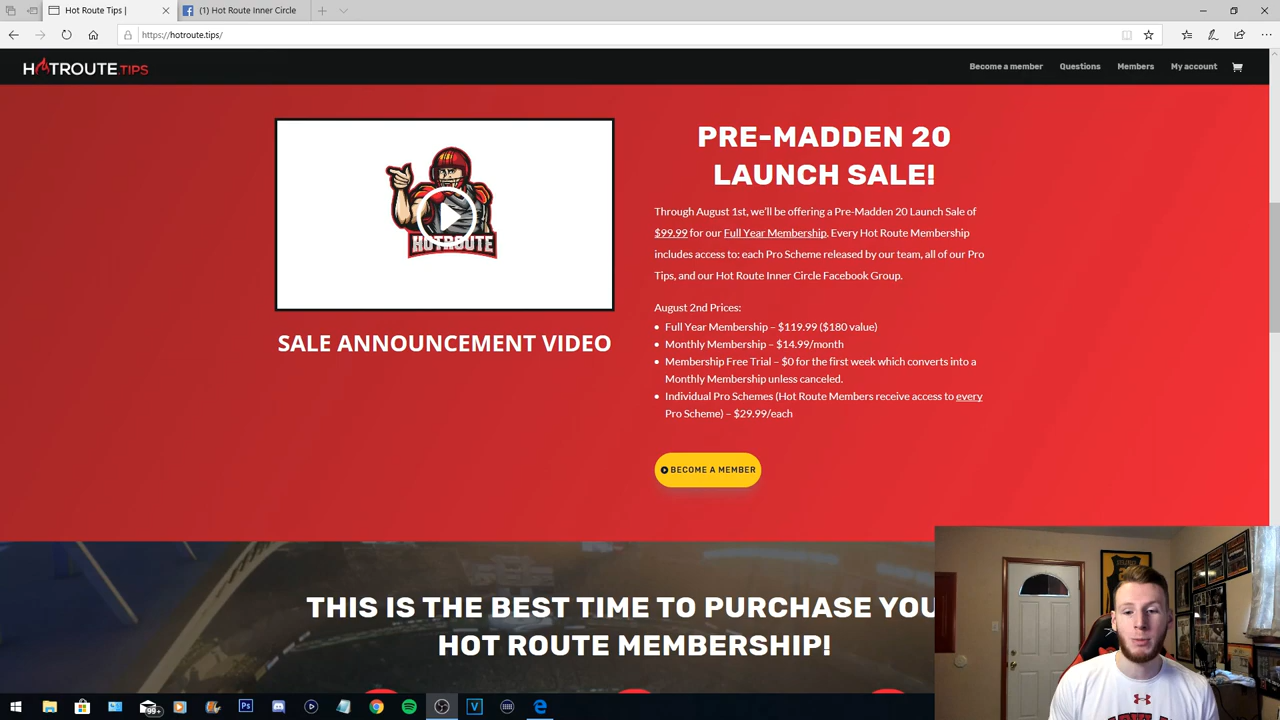 Hot Route Tips |
(1) Hot Route Inner Circle
https://hotroute.tips/
HOTROUTE.TIPS
Become a member
Questions
Members
My account
HOTROUTE
SALE ANNOUNCEMENT VIDEO
PRE-MADDEN 20
LAUNCH SALE!
Through August 1st, we'll be offering a Pre-Madden 20 Launch Sale of
$99.99 for our Full Year Membership. Every Hot Route Membership
includes access to: each Pro Scheme released by our team, all of our Pro
Tips, and our Hot Route Inner Circle Facebook Group.
August 2nd Prices:
Full Year Membership – $119.99 ($180 value)
Monthly Membership – $14.99/month
Membership Free Trial – $0 for the first week which converts into a
Monthly Membership unless canceled.
Individual Pro Schemes (Hot Route Members receive access to every
Pro Scheme) – $29.99/each
BECOME A MEMBER
THIS IS THE BEST TIME TO PURCHASE YOU
HOT ROUTE MEMBERSHIP!
99+
Ps
V